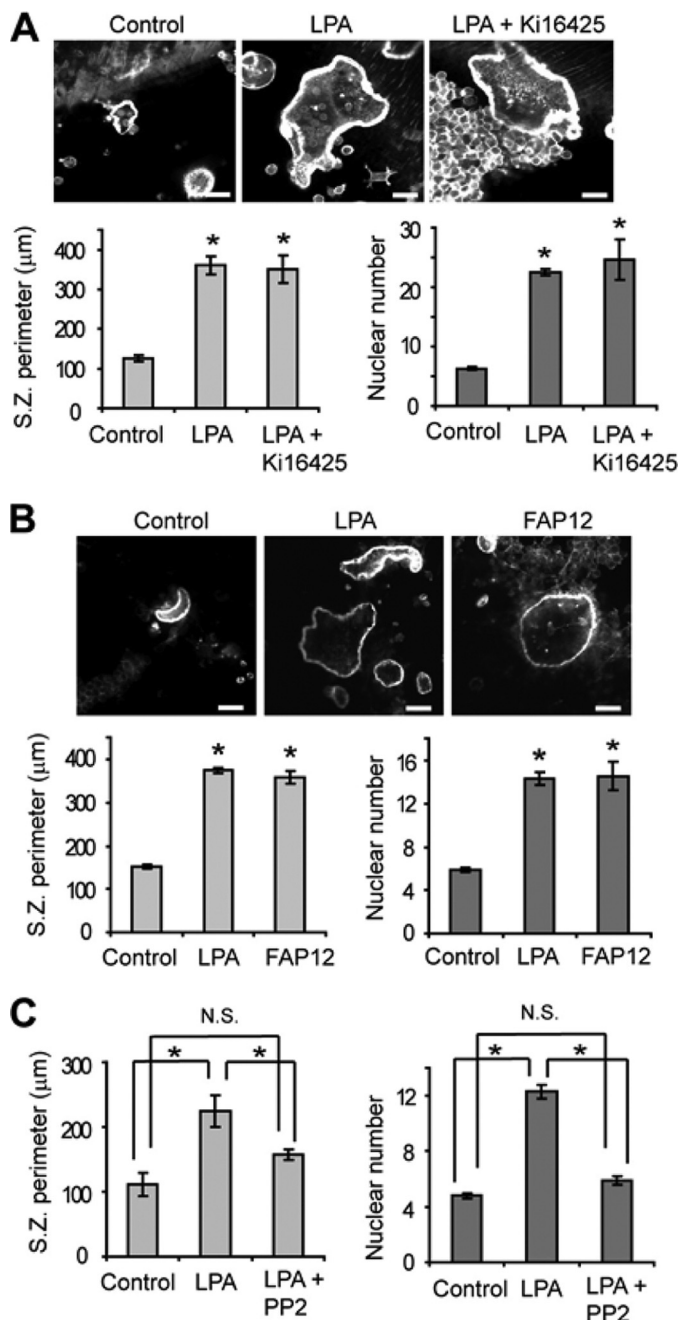 A
Control LPA LPA + Ki16425
S.Z. perimeter (μm)
400
300
200
100
0
* *
Control LPA LPA +
Ki16425
Nuclear number
30
20
10
0
* *
Control LPA LPA +
Ki16425
B
Control LPA FAP12
S.Z. perimeter (μm)
400
300
200
100
0
* *
Control LPA FAP12
Nuclear number
16
12
8
4
0
* *
Control LPA FAP12
C
S.Z. perimeter (μm)
300
200
100
0
N.S.
* *
Control LPA LPA +
PP2
Nuclear number
12
8
4
0
N.S.
* *
Control LPA LPA +
PP2